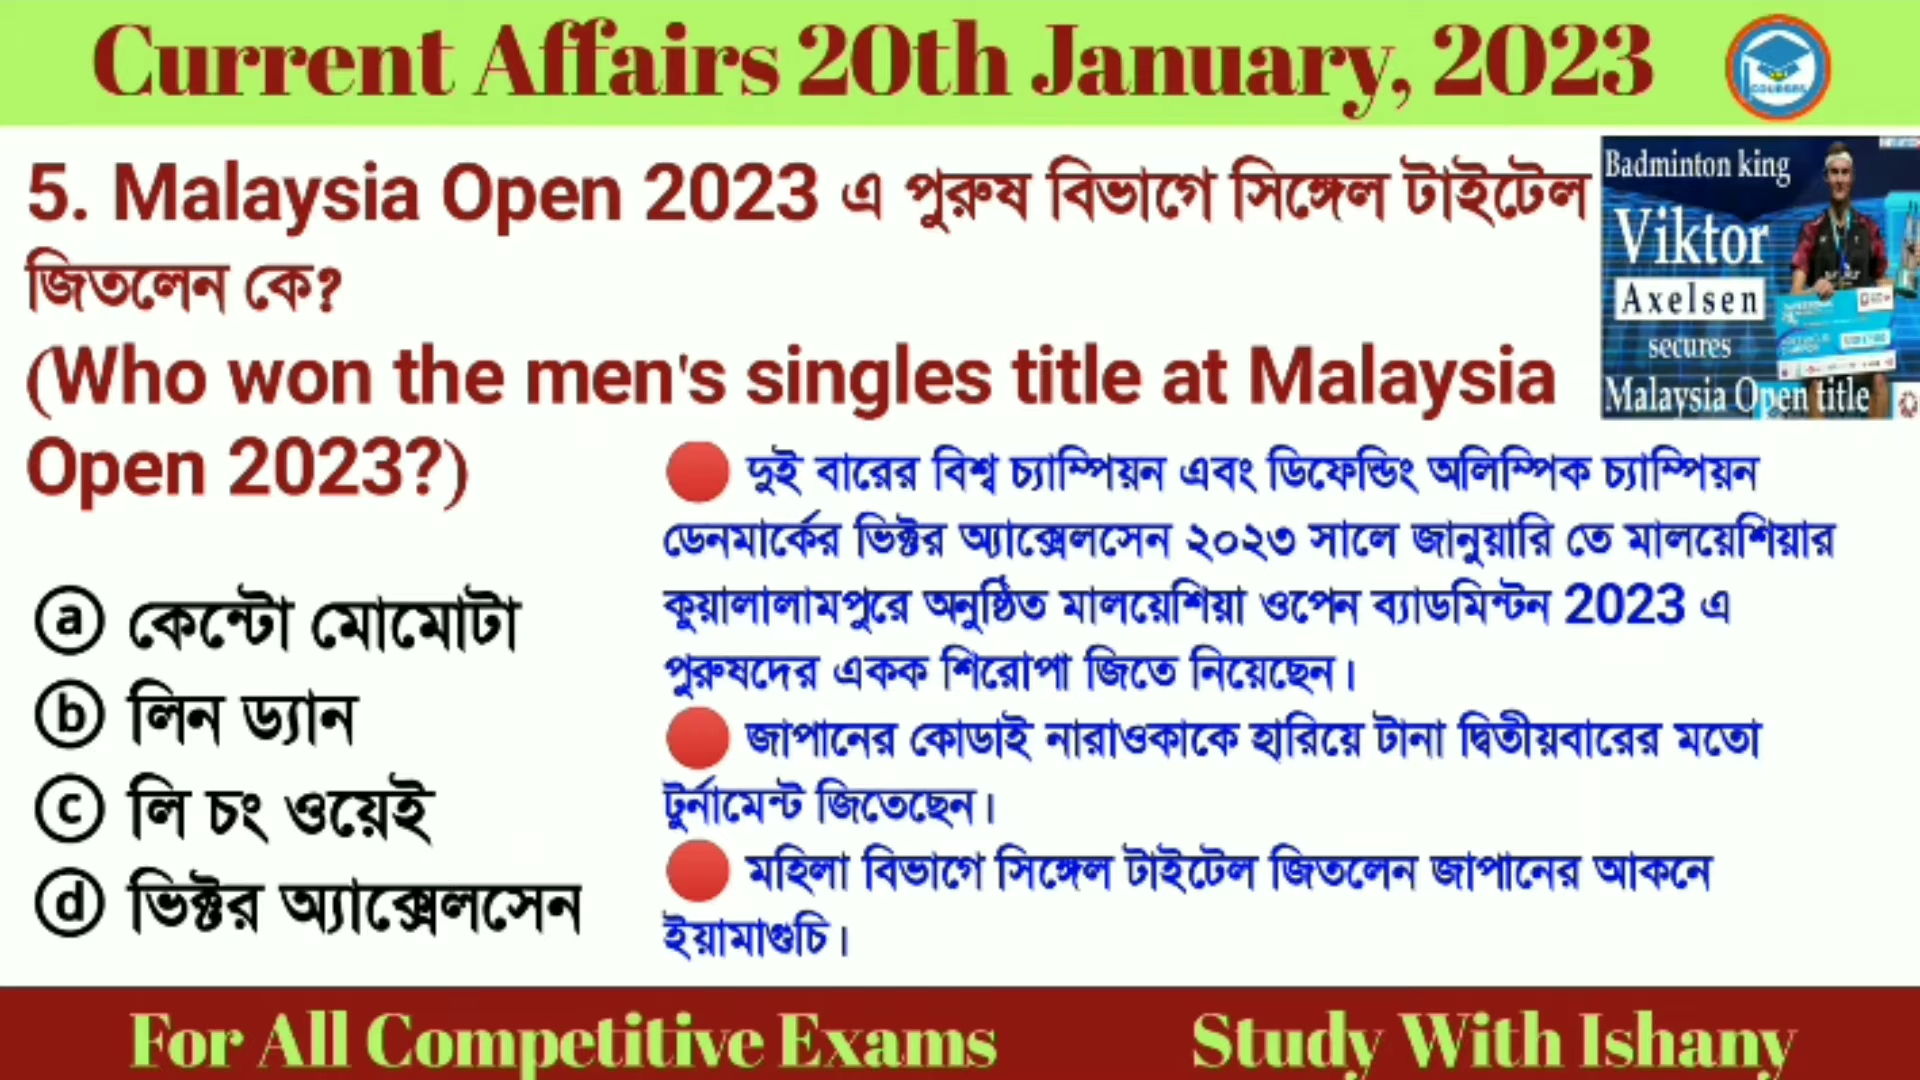 Current Affairs 20th January, 2023
COURSES
5. Malaysia Open 2023 এ পুরুষ বিভাগে সিঙ্গেল টাইটেল
জিতলেন কে?
(Who won the men's singles title at Malaysia
Open 2023?)
Badminton king
Viktor
Axelsen
secures
Malaysia Open title
ⓐ কেন্টো মোমোটা
ⓑ লিন ড্যান
ⓒ লি চং ওয়েই
ⓓ ভিক্টর অ্যাক্সেলসেন
🔴 দুই বারের বিশ্ব চ্যাম্পিয়ন এবং ডিফেন্ডিং অলিম্পিক চ্যাম্পিয়ন
ডেনমার্কের ভিক্টর অ্যাক্সেলসেন ২০২৩ সালে জানুয়ারি তে মালয়েশিয়ার
কুয়ালালামপুরে অনুষ্ঠিত মালয়েশিয়া ওপেন ব্যাডমিন্টন 2023 এ
পুরুষদের একক শিরোপা জিতে নিয়েছেন।
🔴 জাপানের কোডাই নারাওকাকে হারিয়ে টানা দ্বিতীয়বারের মতো
টুর্নামেন্ট জিতেছেন।
🔴 মহিলা বিভাগে সিঙ্গেল টাইটেল জিতলেন জাপানের আকনে
ইয়ামাগুচি।
For All Competitive Exams
Study With Ishany